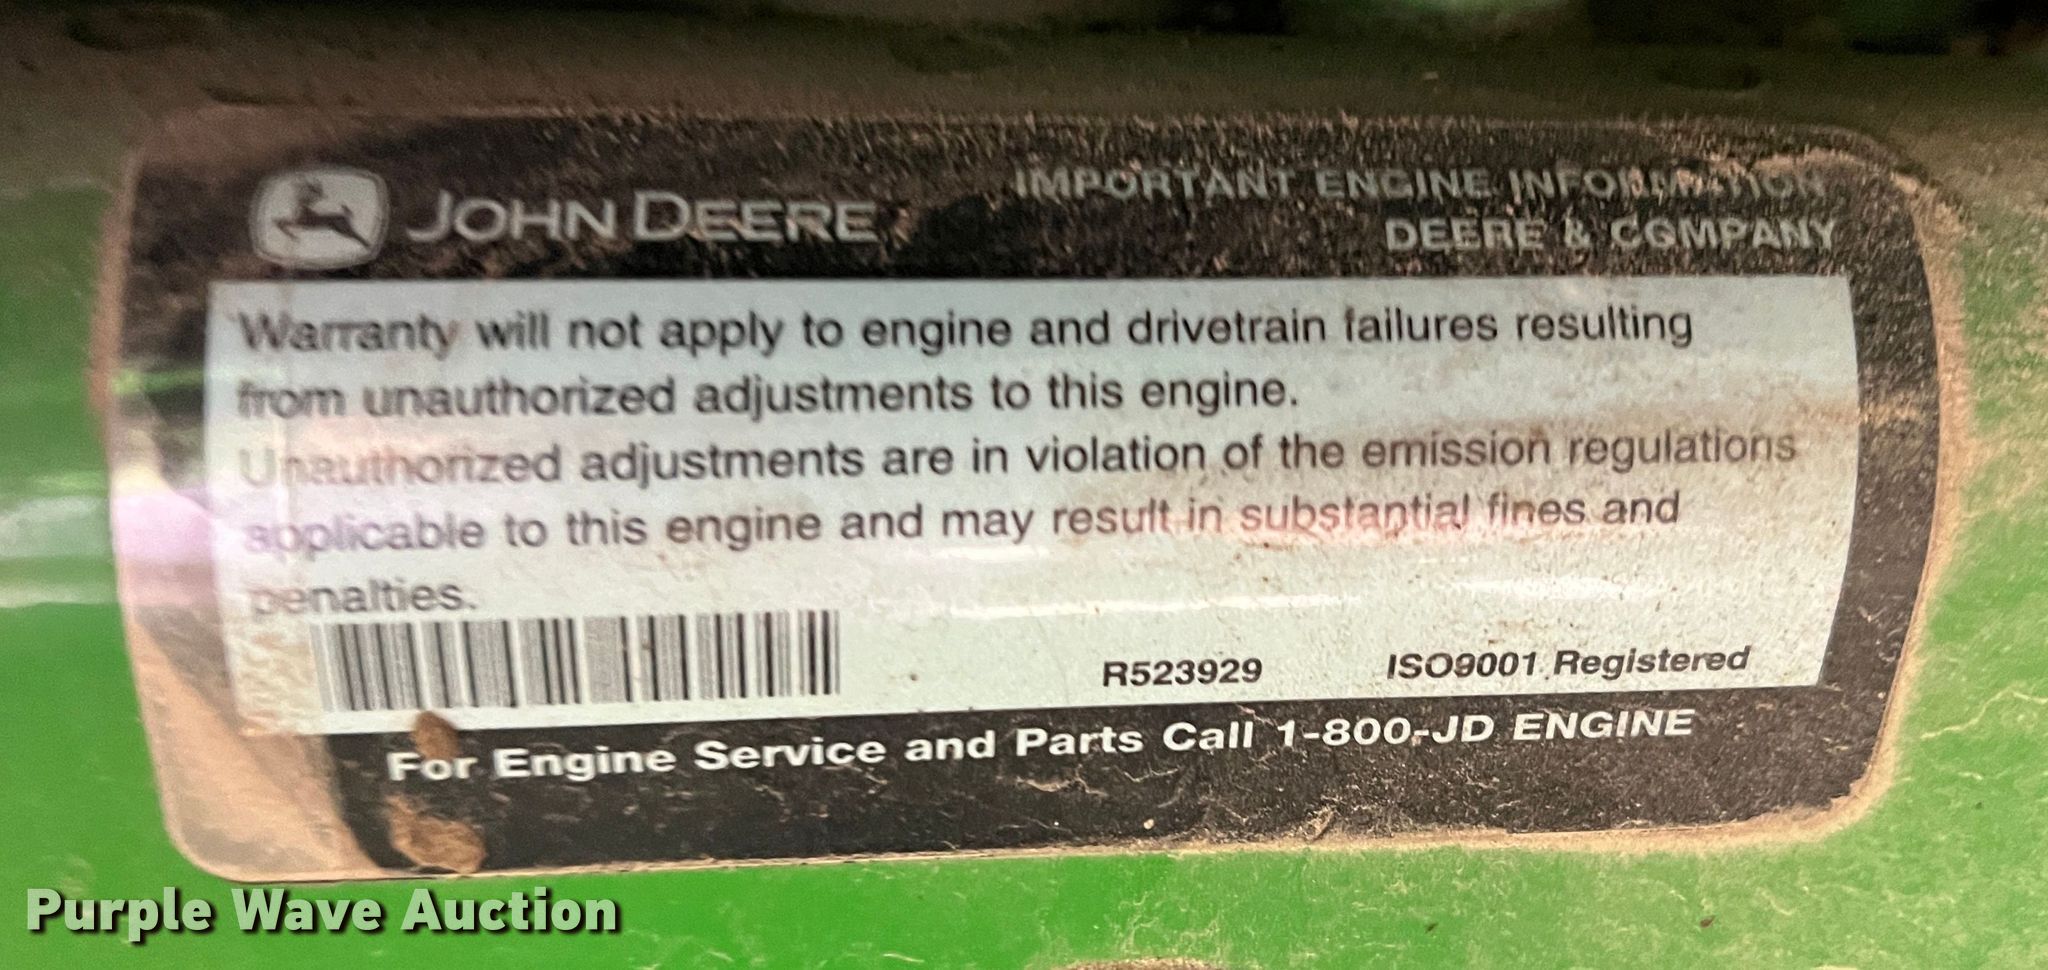 JOHN DEERE
IMPORTANT ENGINE INFORMATION
DEERE & COMPANY
Warranty will not apply to engine and drivetrain failures resulting
from unauthorized adjustments to this engine.
Unauthorized adjustments are in violation of the emission regulations
applicable to this engine and may result in substantial fines and
penalties.
R523929 ISO9001 Registered
For Engine Service and Parts Call 1-800-JD ENGINE
Purple Wave Auction